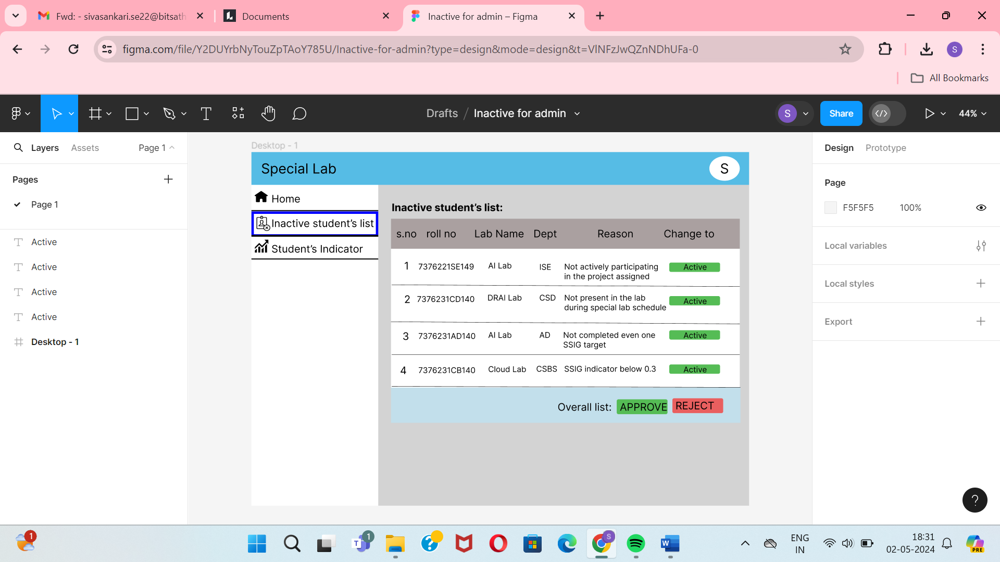 Fwd: - sivasankari.se22@bitsath
Documents
Inactive for admin – Figma
figma.com/file/Y2DUYrbNyTouZpTAoY785U/Inactive-for-admin?type=design&mode=design&t=VlNFzJwQZnNDhUFa-0
S
All Bookmarks
Drafts / Inactive for admin
S
Share
44%
Layers
Assets
Page 1
Pages
Page 1
Active
Active
Active
Active
Desktop - 1
Desktop - 1
Special Lab
S
Home
Inactive student’s list
Student’s Indicator
Inactive student’s list:
s.no roll no Lab Name Dept Reason Change to
1 7376221SE149 AI Lab ISE Not actively participating Active
in the project assigned
2 7376231CD140 DRAI Lab CSD Not present in the lab Active
during special lab schedule
3 7376231AD140 AI Lab AD Not completed even one Active
SSIG target
4 7376231CB140 Cloud Lab CSBS SSIG indicator below 0.3 Active
Overall list: APPROVE REJECT
Design
Prototype
Page
F5F5F5 100%
Local variables
Local styles
Export
?
1
T
1
?
S
W
ENG
IN
18:31
02-05-2024
PRE